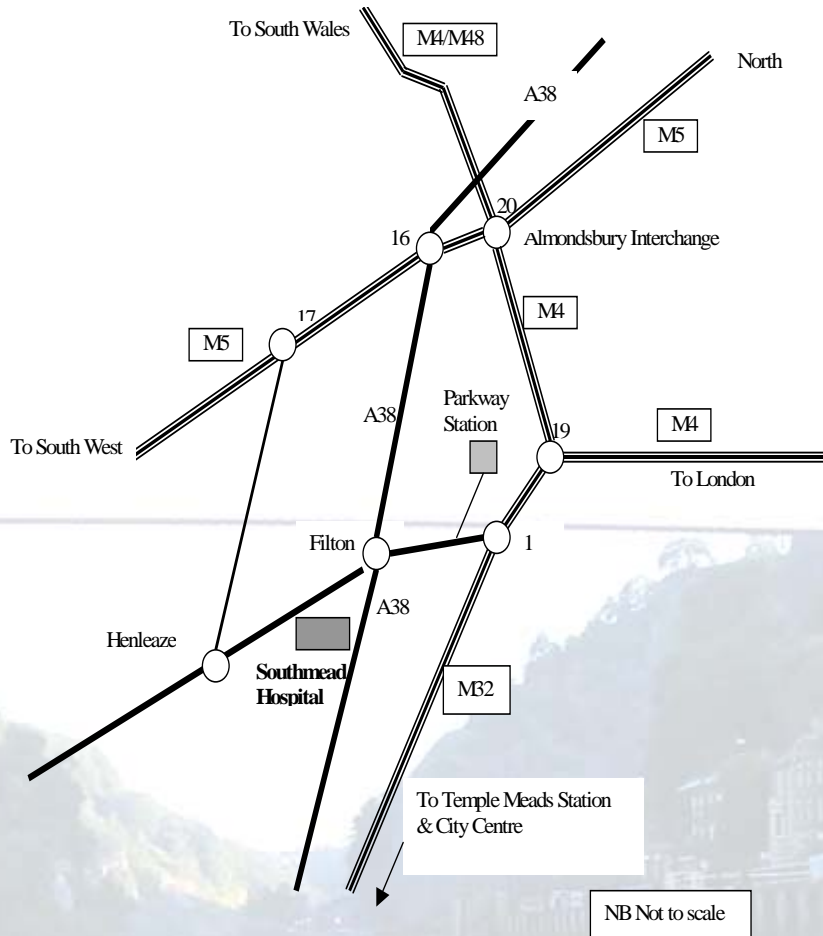 To South Wales
M4/M48
North
A38
M5
20
16
Almondsbury Interchange
17
M4
M5
Parkway
Station
A38
19
M4
To South West
To London
Filton
1
A38
Henleaze
Southmead
Hospital
M32
To Temple Meads Station
& City Centre
NB Not to scale